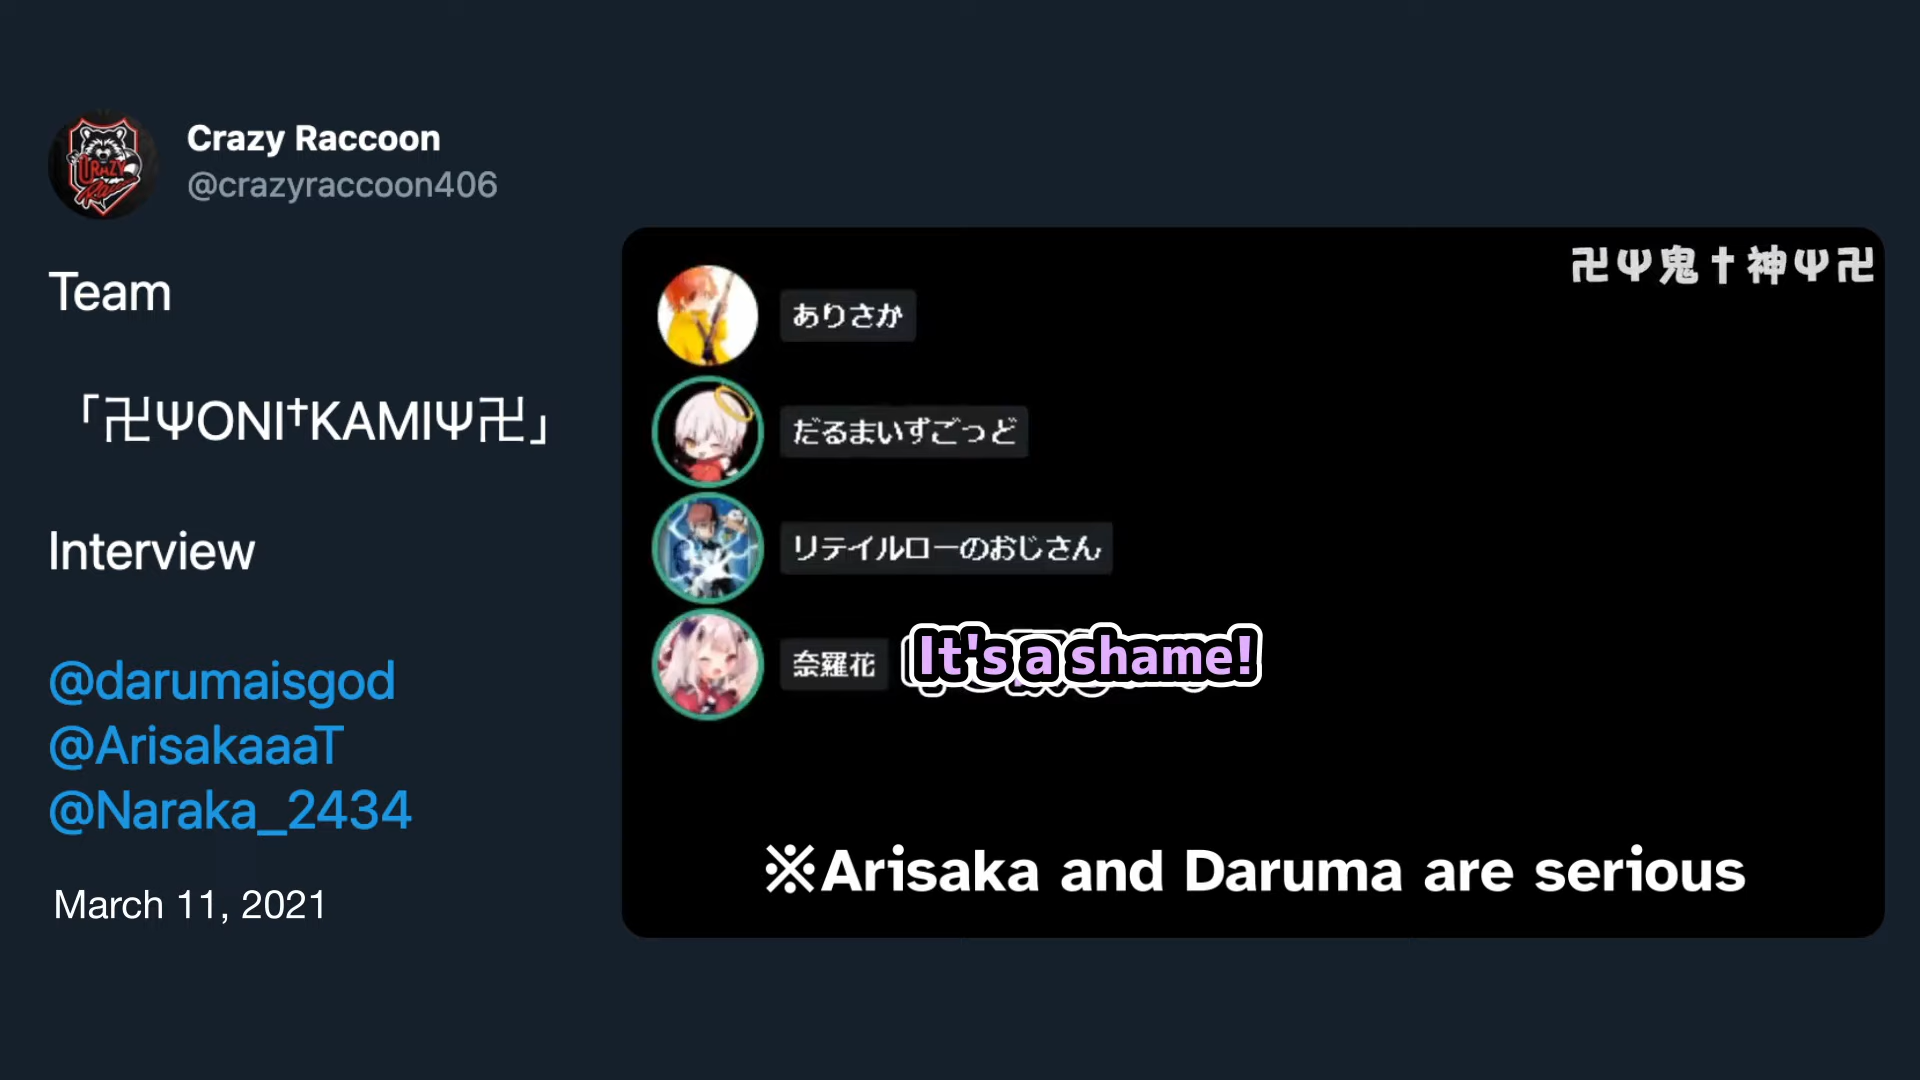 Crazy Raccoon
@crazyraccoon406
Team
「卍ΨONI†KAMIΨ卍」
Interview
@darumaisgod
@ArisakaaaT
@Naraka_2434
March 11, 2021
卍Ψ鬼†神Ψ卍
ありさか
だるまいずごっど
リテイルローのおじさん
奈羅花
It's a shame!
※Arisaka and Daruma are serious